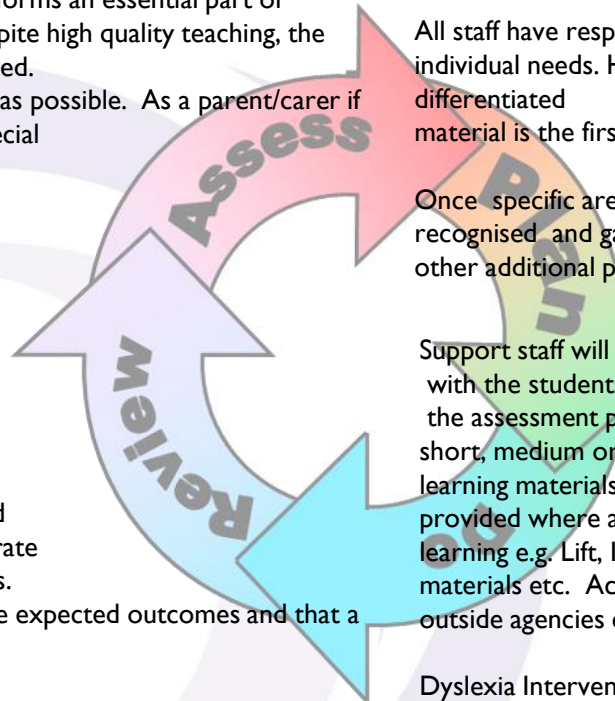 orms an essential part of
pite high quality teaching, the
ed.
as possible. As a parent/carer if
ecial
All staff have resp
individual needs. H
differentiated
material is the firs
Once specific are
recognised and ga
other additional p
Assess
Plan
Do
Review
Support staff will
with the student
the assessment p
short, medium or
learning materials
provided where a
learning e.g. Lift, I
materials etc. Ac
outside agencies
Dyslexia Interven
d
rate
s.
e expected outcomes and that a